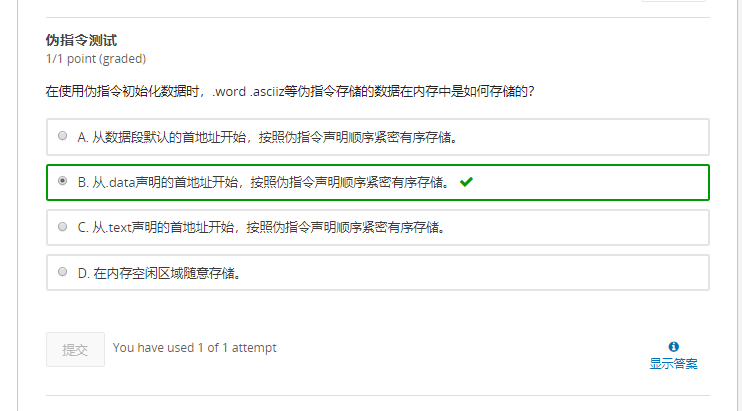 伪指令测试
1/1 point (graded)
在使用伪指令初始化数据时，.word .asciiz等伪指令存储的数据在内存中是如何存储的?
A. 从数据段默认的首地址开始，按照伪指令声明顺序紧密有序存储。
B. 从.data声明的首地址开始，按照伪指令声明顺序紧密有序存储。
C. 从.text声明的首地址开始，按照伪指令声明顺序紧密有序存储。
D. 在内存空闲区域随意存储。
提交 You have used 1 of 1 attempt
显示答案